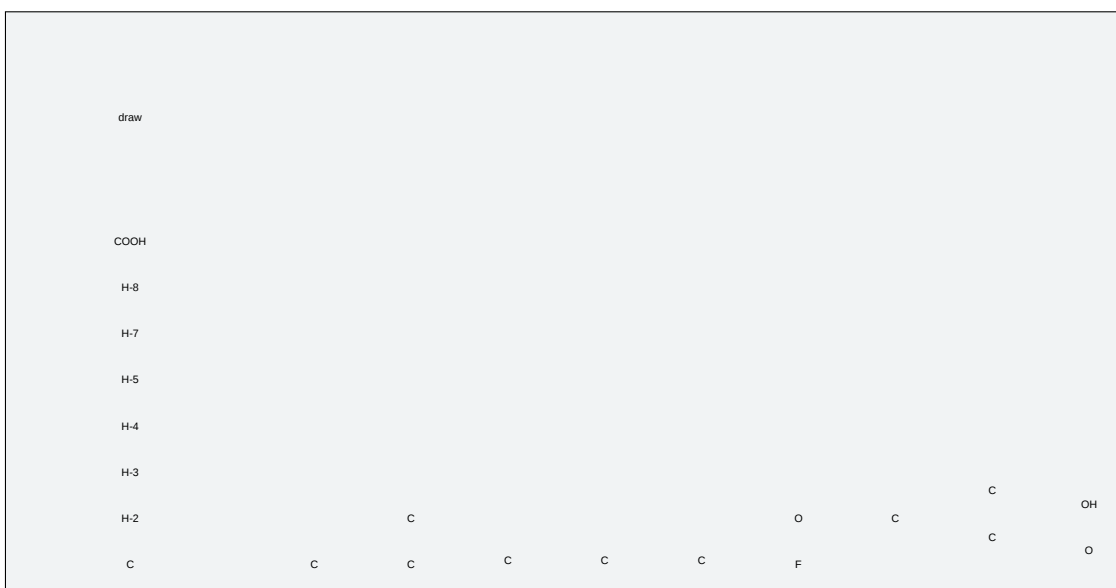 draw
COOH
H-8
H-7
H-5
H-4
H-3
C
OH
H-2 C O C
C
O
C C C C C C F